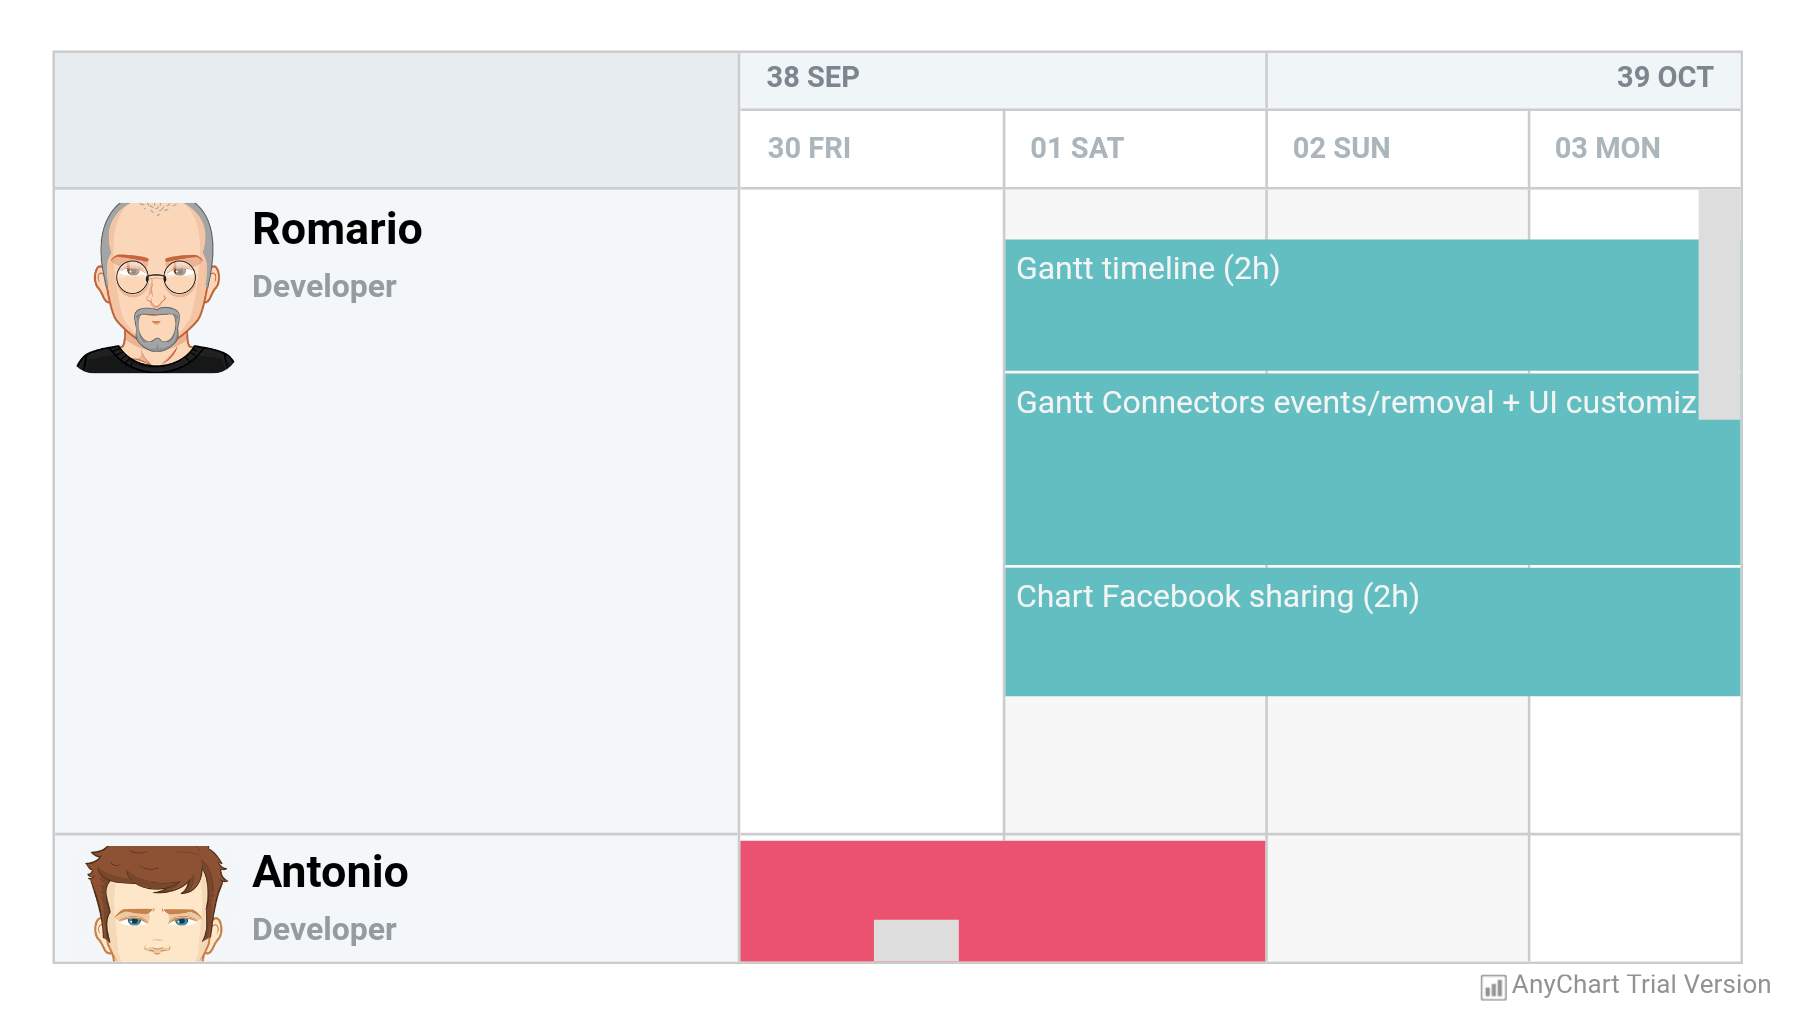 38 SEP
39 OCT
30 FRI
01 SAT
02 SUN
03 MON
Romario
Developer
Gantt timeline (2h)
Gantt Connectors events/removal + UI customiz
Chart Facebook sharing (2h)
Antonio
Developer
AnyChart Trial Version